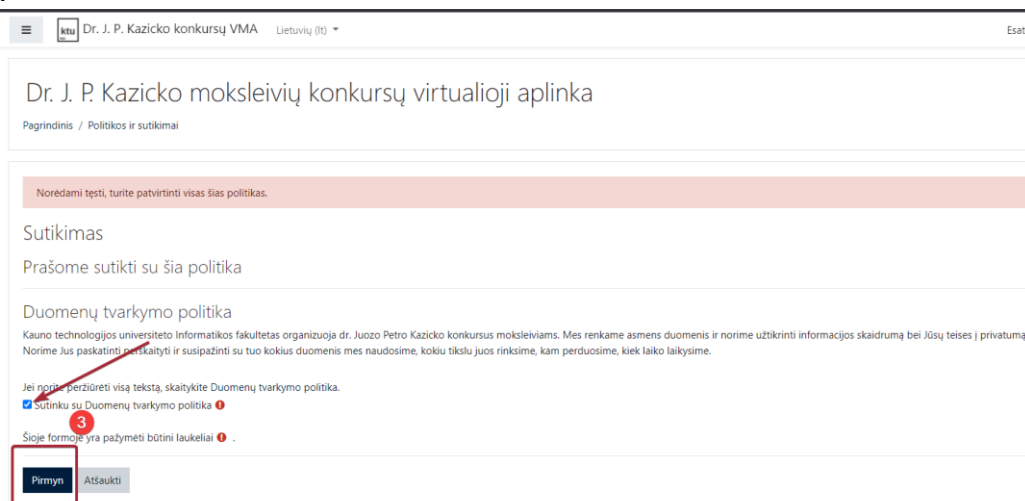 ktu Dr. J. P. Kazicko konkursų VMA Lietuvių (lt) Esat
Dr. J. P. Kazicko moksleivių konkursų virtualioji aplinka
Pagrindinis / Politikos ir sutikimai
Norėdami tęsti, turite patvirtinti visas šias politikas.
Sutikimas
Prašome sutikti su šia politika
Duomenų tvarkymo politika
Kauno technologijos universiteto Informatikos fakultetas organizuoja dr. Juozo Petro Kazicko konkursus moksleiviams. Mes renkame asmens duomenis ir norime užtikrinti informacijos skaidrumą bei Jūsų teises į privatumą
Norime Jus paskatinti perskaityti ir susipažinti su tuo kokius duomenis mes naudosime, kokiu tikslu juos rinksime, kam perduosime, kiek laiko laikysime.
Jei norite peržiūrėti visą tekstą, skaitykite Duomenų tvarkymo politika.
Sutinku su Duomenų tvarkymo politika
3
Šioje formoje yra pažymėti būtini laukeliai .
Pirmyn Atšaukti